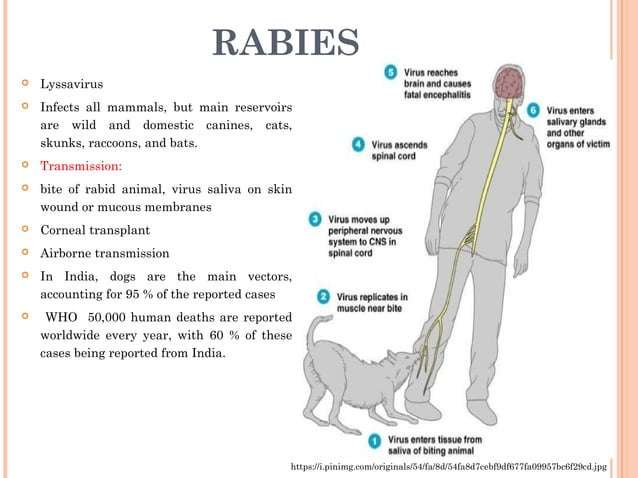 RABIES
Lyssavirus
Infects all mammals, but main reservoirs
are wild and domestic canines, cats,
skunks, raccoons, and bats.
Transmission:
bite of rabid animal, virus saliva on skin
wound or mucous membranes
Corneal transplant
Airborne transmission
In India, dogs are the main vectors,
accounting for 95 % of the reported cases
WHO 50,000 human deaths are reported
worldwide every year, with 60 % of these
cases being reported from India.
5 Virus reaches
brain and causes
fatal encephalitis
6 Virus enters
salivary glands
and other
organs of victim
4 Virus ascends
spinal cord
3 Virus moves up
peripheral nervous
system to CNS in
spinal cord
2 Virus replicates in
muscle near bite
1 Virus enters tissue from
saliva of biting animal
https://i.pinimg.com/originals/54/fa/8d/54fa8d7cebf9df677fa09957bc6f29cd.jpg